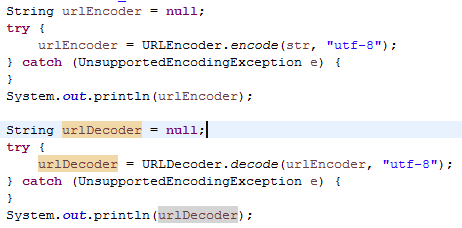 String urlEncoder = null;
try {
    urlEncoder = URLEncoder.encode(str, "utf-8");
} catch (UnsupportedEncodingException e) {
}
System.out.println(urlEncoder);

String urlDecoder = null;
try {
    urlDecoder = URLDecoder.decode(urlEncoder, "utf-8");
} catch (UnsupportedEncodingException e) {
}
System.out.println(urlDecoder);